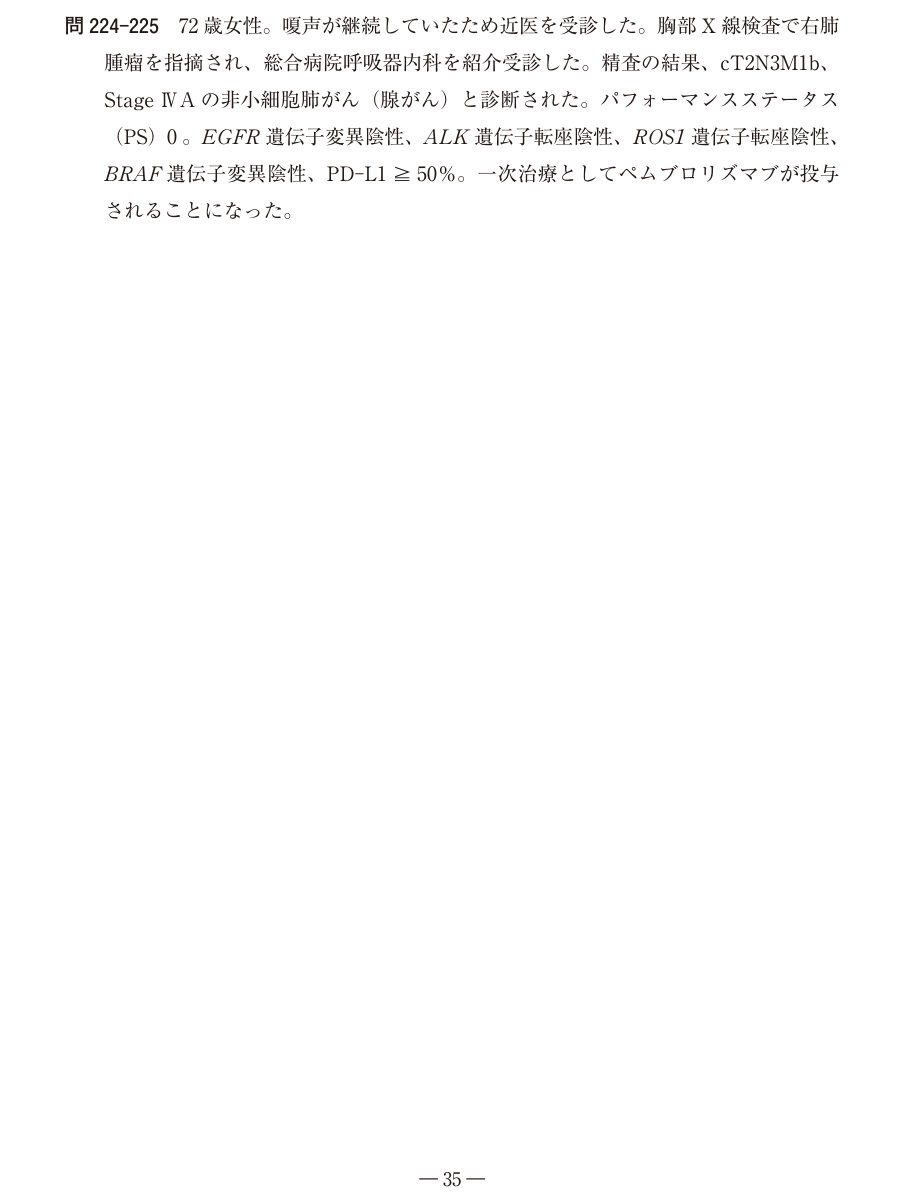 問 224-225 72 歳女性。嗄声が継続していたため近医を受診した。胸部 X 線検査で右肺
腫瘤を指摘され、総合病院呼吸器内科を紹介受診した。精査の結果、cT2N3M1b、
Stage ⅣA の非小細胞肺がん（腺がん）と診断された。パフォーマンスステータス
（PS）0 。EGFR 遺伝子変異陰性、ALK 遺伝子転座陰性、ROS1 遺伝子転座陰性、
BRAF 遺伝子変異陰性、PD-L1 ≧ 50％。一次治療としてペムブロリズマブが投与
されることになった。
― 35 ―